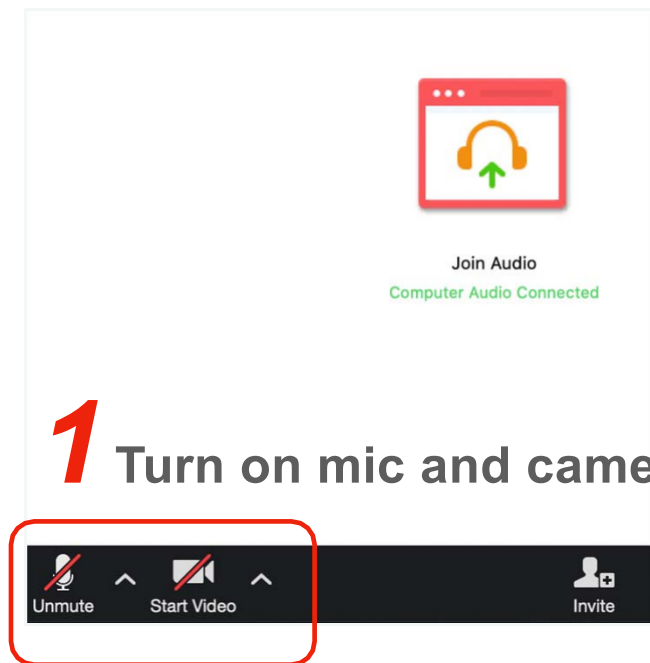 Join Audio
Computer Audio Connected
1 Turn on mic and came
Unmute Start Video Invite